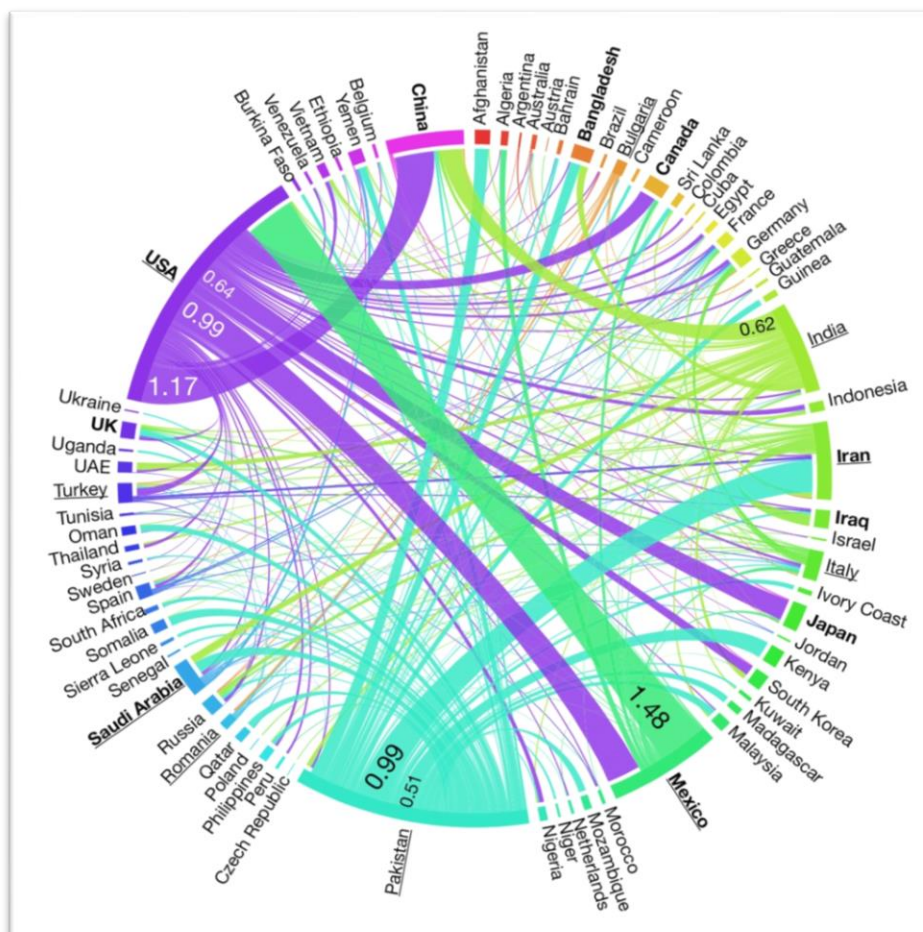 Afghanistan
Algeria
Argentina
Australia
Austria
Bahrain
Bangladesh
Brazil
Bulgaria
Cameroon
Canada
Sri Lanka
Colombia
Cuba
Egypt
France
Germany
Greece
Guatemala
Guinea
India
Indonesia
Iran
Iraq
Israel
Italy
Ivory Coast
Japan
Jordan
Kenya
South Korea
Kuwait
Madagascar
Malaysia
Mexico
Morocco
Mozambique
Netherlands
Niger
Nigeria
Pakistan
Czech Republic
Peru
Philippines
Poland
Qatar
Romania
Russia
Saudi Arabia
Senegal
Sierra Leone
Somalia
South Africa
Spain
Sweden
Syria
Thailand
Oman
Tunisia
Turkey
UAE
Uganda
UK
Ukraine
USA
Burkina Faso
Venezuela
Vietnam
Ethiopia
Yemen
Belgium
China
0.64
0.99
1.17
0.62
1.48
0.99
0.51